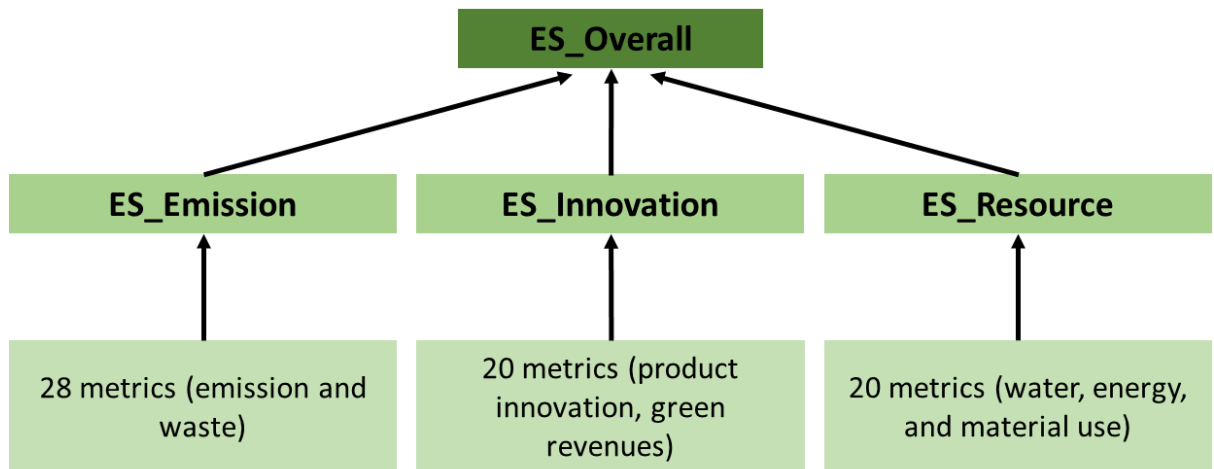 ES_Overall
ES_Emission
ES_Innovation
ES_Resource
28 metrics (emission and
waste)
20 metrics (product
innovation, green
revenues)
20 metrics (water, energy,
and material use)